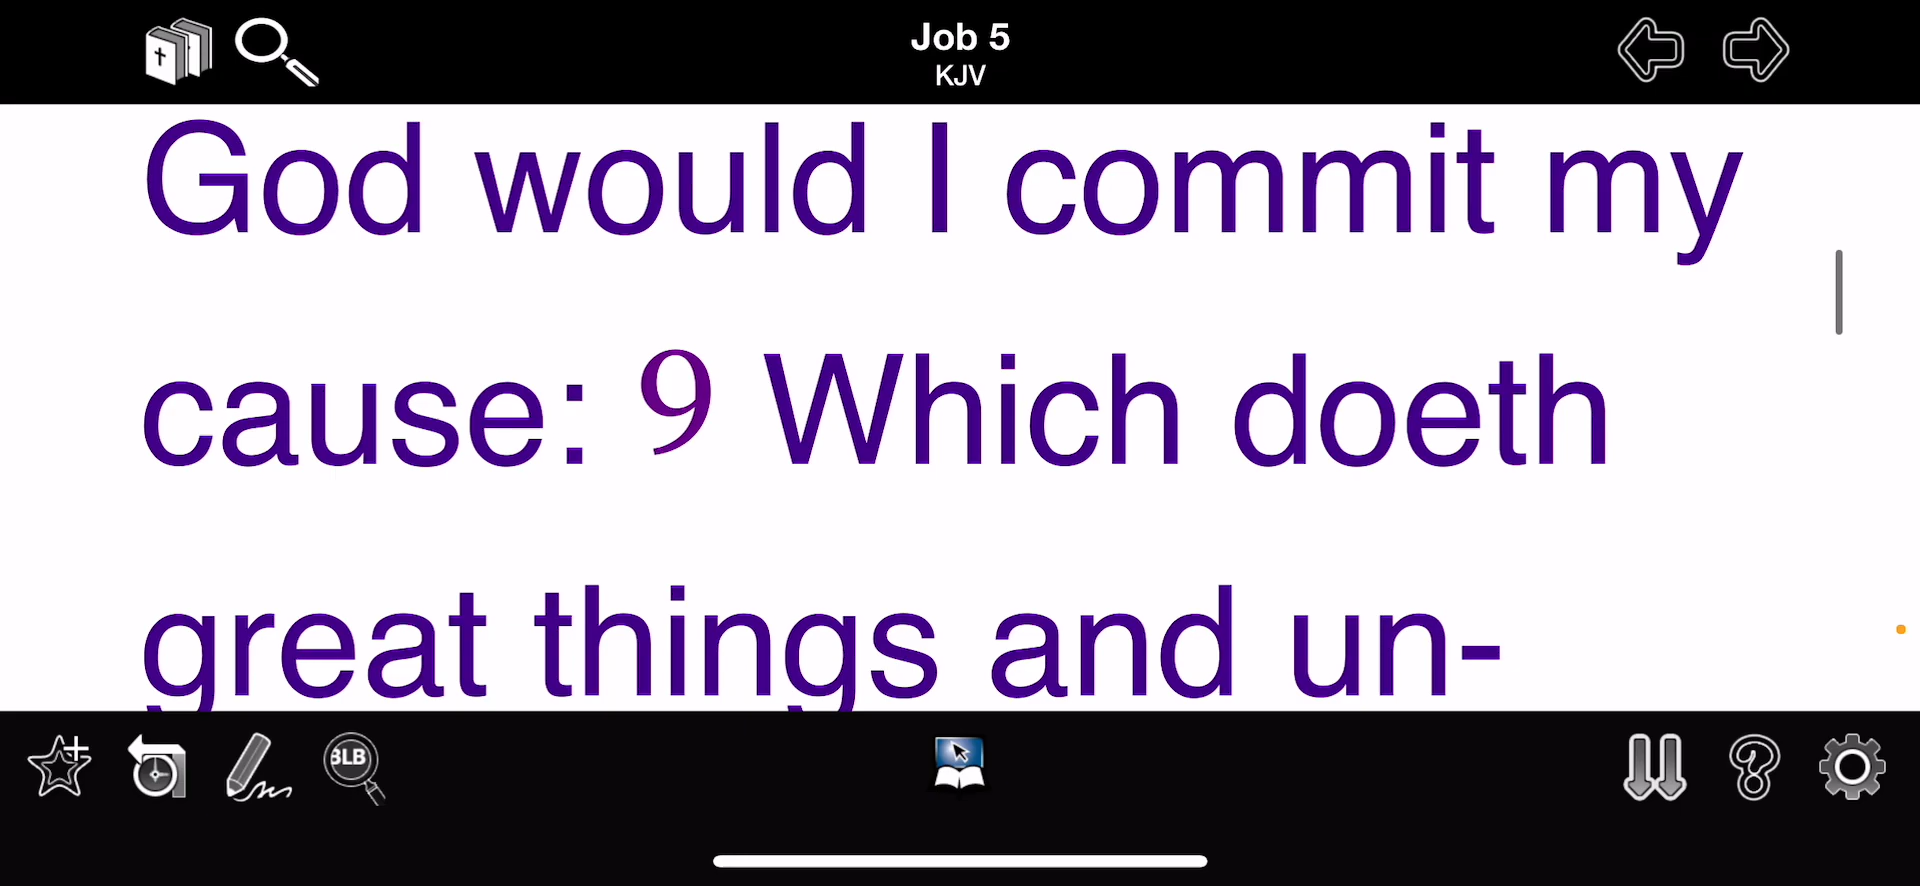 Job 5
KJV
God would I commit my
cause: 9 Which doeth
great things and un-
BLB